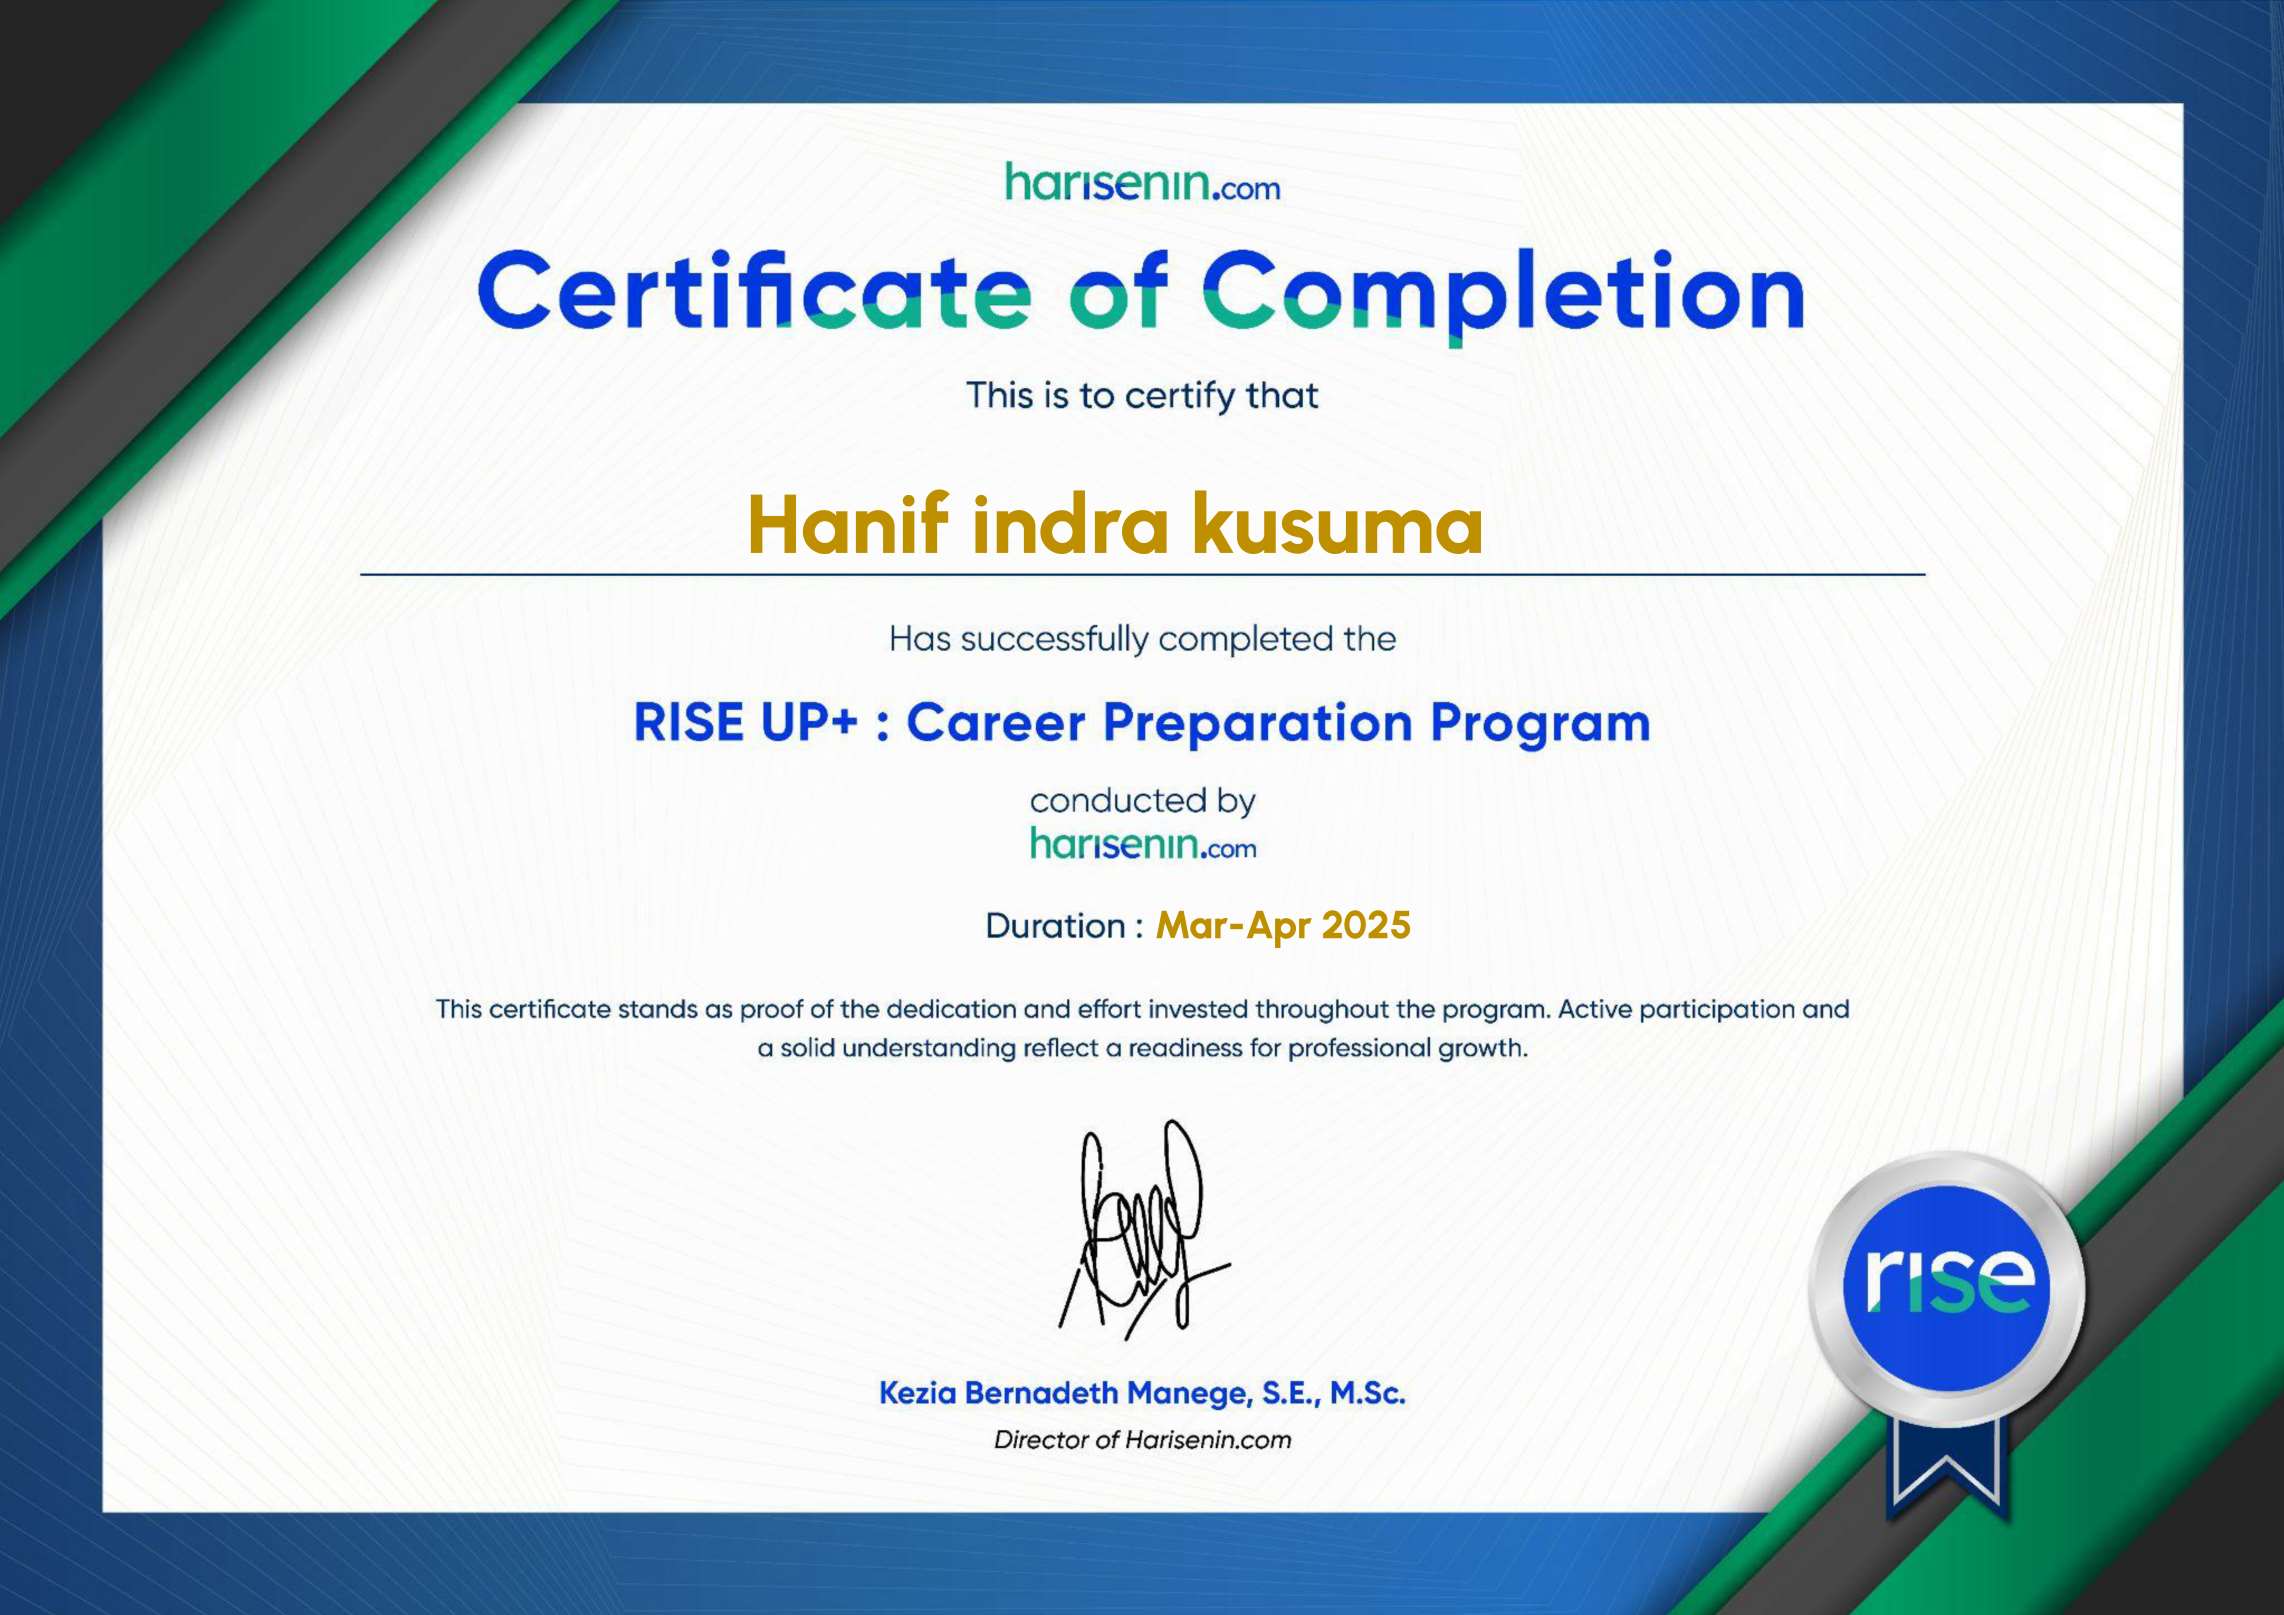 harisenin.com
Certificate of Completion
This is to certify that
Hanif indra kusuma
Has successfully completed the
RISE UP+ : Career Preparation Program
conducted by
harisenin.com
Duration : Mar-Apr 2025
This certificate stands as proof of the dedication and effort invested throughout the program. Active participation and
a solid understanding reflect a readiness for professional growth.
rise
Kezia Bernadeth Manege, S.E., M.Sc.
Director of Harisenin.com